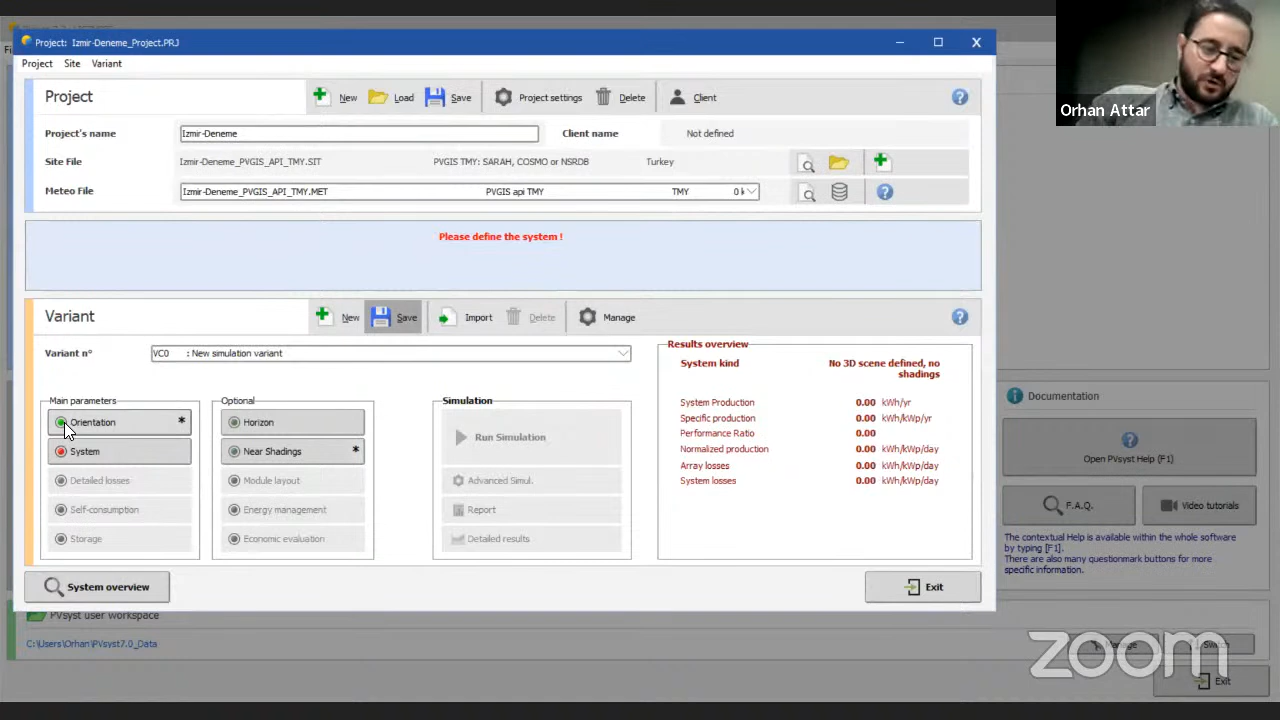 Project: Izmir-Deneme_Project.PRJ
Project Site Variant
Project
New Load Save Project settings Delete Client
Project's name Izmir-Deneme Client name Not defined
Site File Izmir-Deneme_PVGIS_API_TMY.SIT PVGIS TMY: SARAH, COSMO or NSRDB Turkey
Meteo File Izmir-Deneme_PVGIS_API_TMY.MET PVGIS api TMY TMY 0 k
Please define the system !
Variant
New Save Import Delete Manage
Variant n° VC0 : New simulation variant
Main parameters
Orientation *
System
Detailed losses
Self-consumption
Storage
Optional
Horizon
Near Shadings *
Module layout
Energy management
Economic evaluation
Simulation
Run Simulation
Advanced Simul.
Report
Detailed results
Results overview
System kind No 3D scene defined, no
shadings
System Production 0.00 kWh/yr
Specific production 0.00 kWh/kWp/yr
Performance Ratio 0.00
Normalized production 0.00 kWh/kWp/day
Array losses 0.00 kWh/kWp/day
System losses 0.00 kWh/kWp/day
System overview
Exit
Orhan Attar
Documentation
Open PVsyst Help (F1)
F.A.Q.
Video tutorials
The contextual Help is available within the whole software
by typing [F1].
There are also many questionmark buttons for more
specific information.
PVsyst user workspace
C:\Users\Orhan\PVsyst7.0_Data
Manage
Switch
Exit
zoom